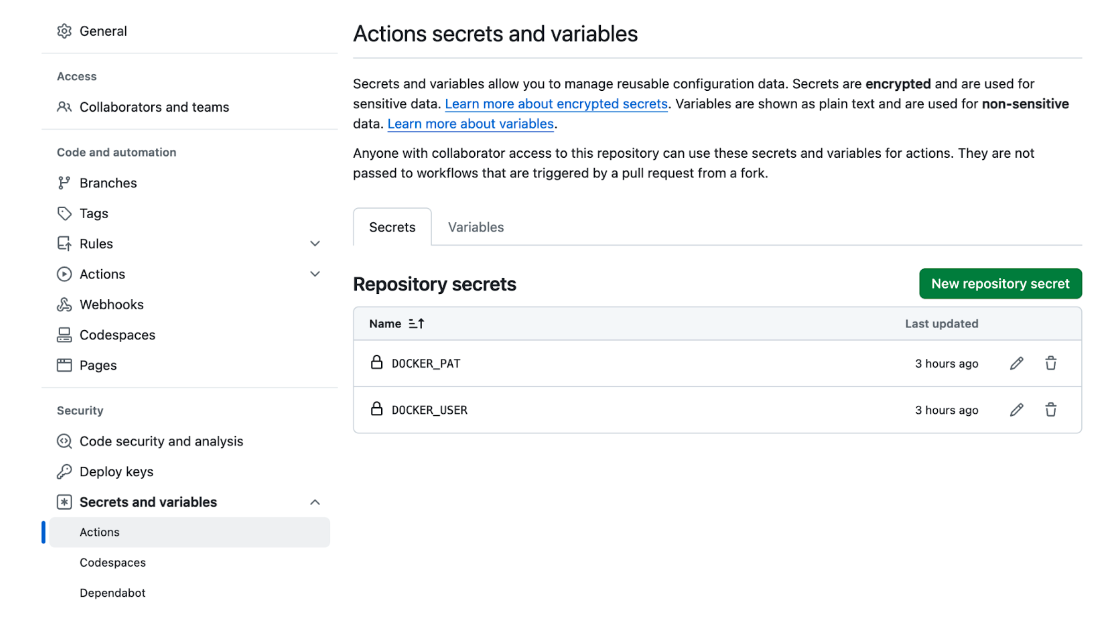 General
Access
Collaborators and teams
Code and automation
Branches
Tags
Rules
Actions
Webhooks
Codespaces
Pages
Security
Code security and analysis
Deploy keys
Secrets and variables
Actions
Codespaces
Dependabot
Actions secrets and variables
Secrets and variables allow you to manage reusable configuration data. Secrets are encrypted and are used for
sensitive data. Learn more about encrypted secrets. Variables are shown as plain text and are used for non-sensitive
data. Learn more about variables.
Anyone with collaborator access to this repository can use these secrets and variables for actions. They are not
passed to workflows that are triggered by a pull request from a fork.
Secrets Variables
Repository secrets New repository secret
Name Last updated
DOCKER_PAT 3 hours ago
DOCKER_USER 3 hours ago